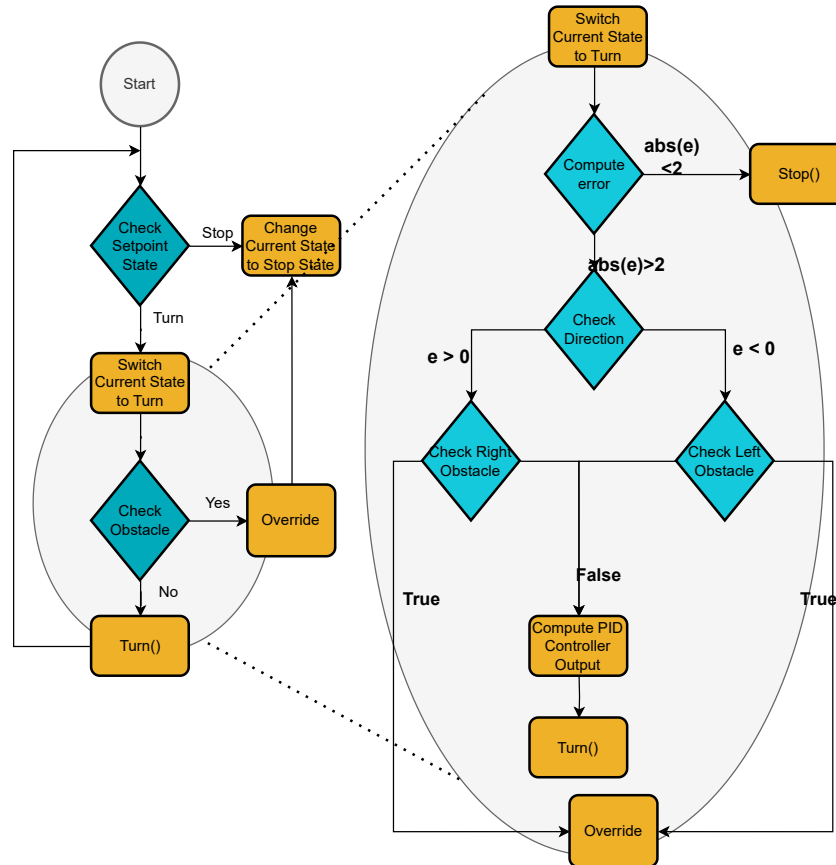 Start
Check
Setpoint
State
Stop
Change
Current State
to Stop State
Turn
Switch
Current State
to Turn
Check
Obstacle
Yes
Override
No
Turn()
Switch
Current State
to Turn
Compute
error
abs(e)
<2
Stop()
abs(e)>2
Check
Direction
e > 0
e < 0
Check Right
Obstacle
Check Left
Obstacle
True
False
True
Compute PID
Controller
Output
Turn()
Override